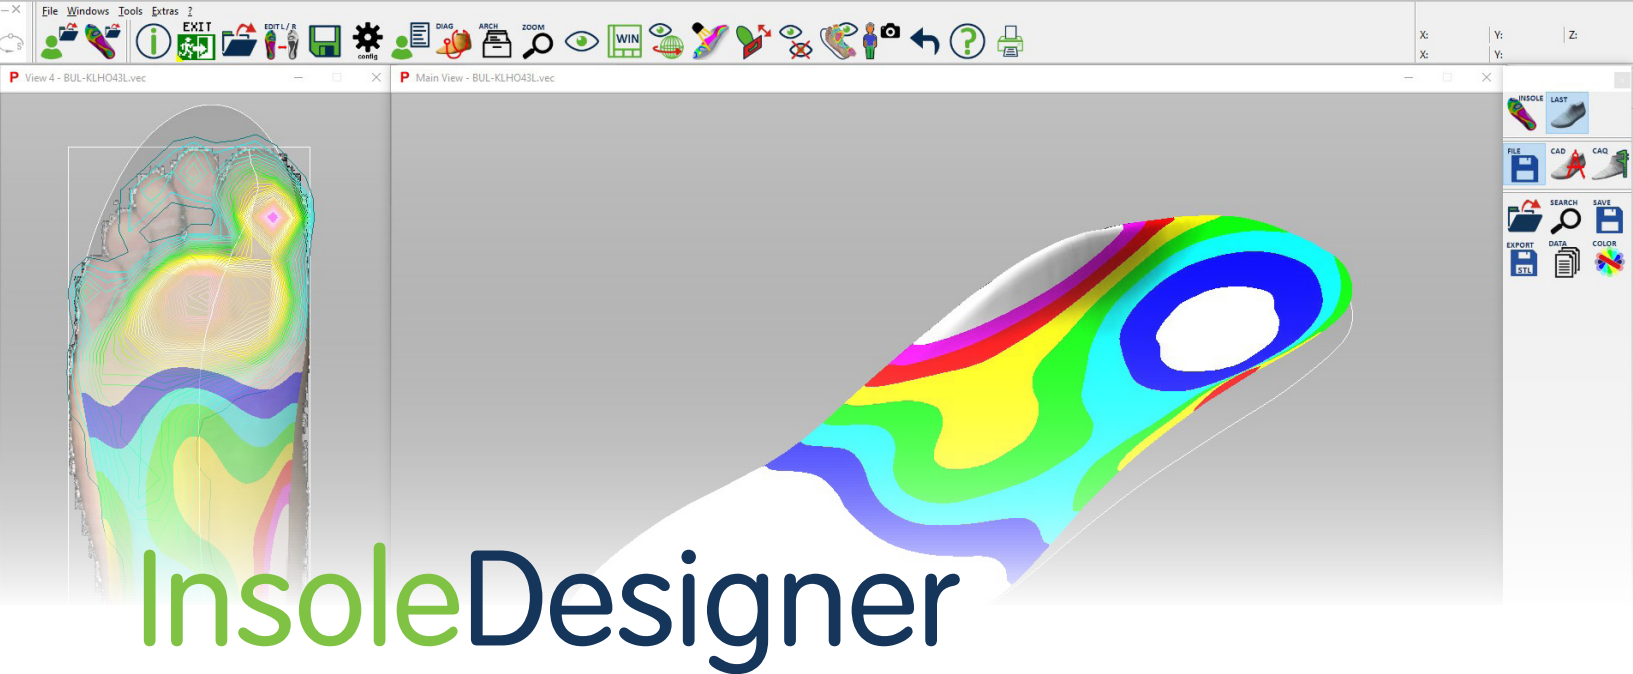 File Windows Tools Extras ?
EXIT EDIT L / R DIAG ARCH ZOOM
WIN
config
X: Y: Z:
X: Y:
P View 4 - BUL-KLHO43L.vec
P Main View - BUL-KLHO43L.vec
INSOLE LAST
FILE CAD CAQ
SEARCH SAVE
EXPORT DATA COLOR
STL
InsoleDesigner